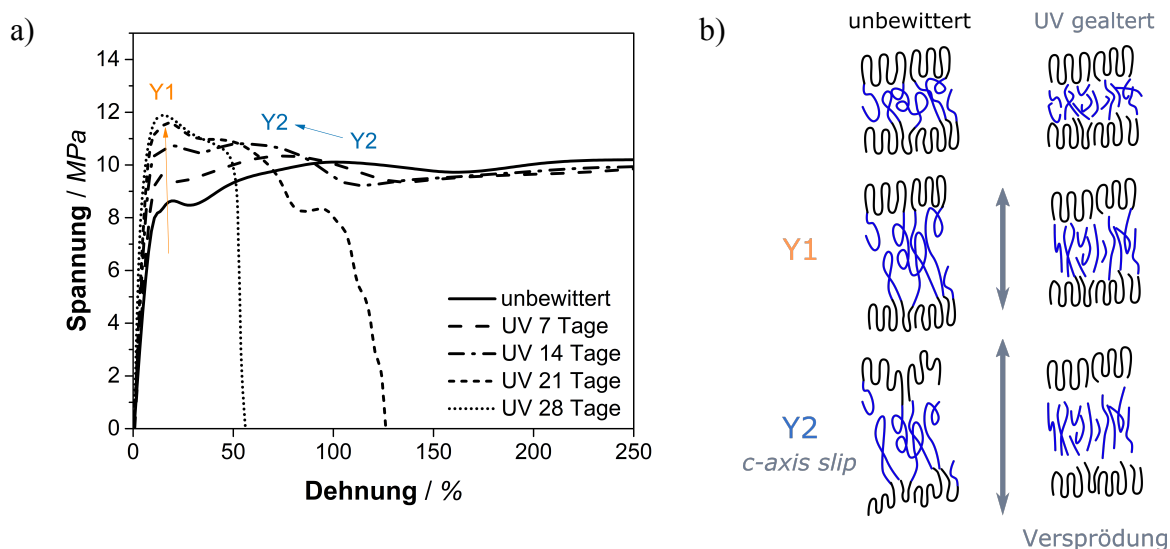 a)
Spannung / MPa
16
14
12
10
8
6
4
2
0
0
50
100
150
200
250
Dehnung / %
Y1
Y2
Y2
unbewittert
UV 7 Tage
UV 14 Tage
UV 21 Tage
UV 28 Tage
b)
unbewittert
UV gealtert
Y1
Y2
c-axis slip
Versprödung